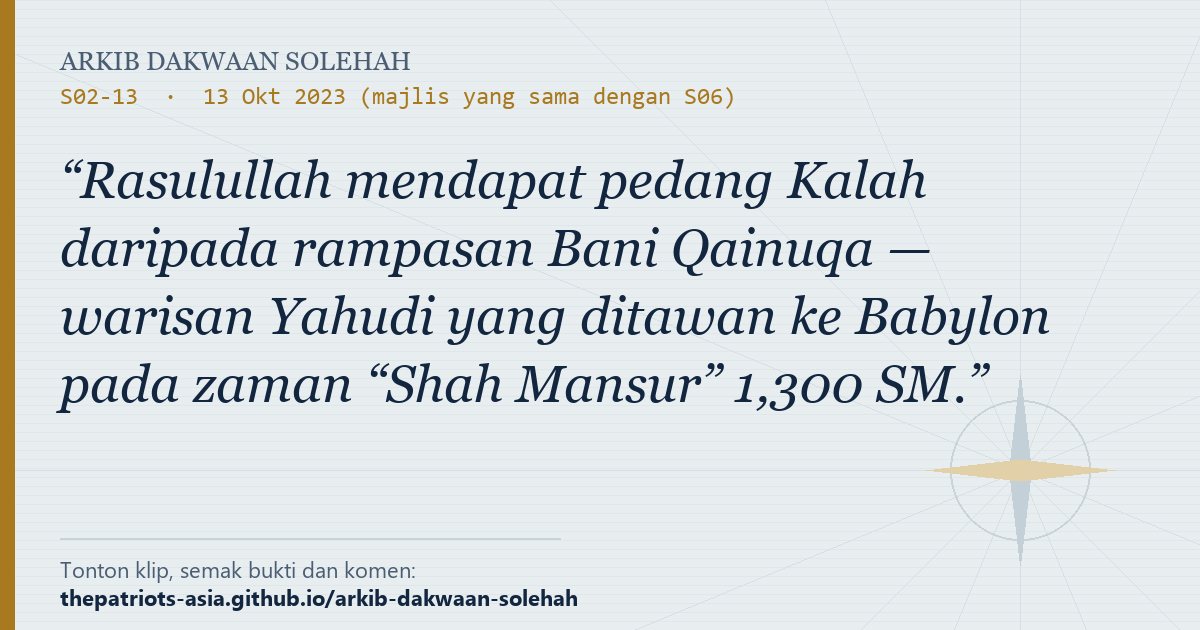 ARKIB DAKWAAN SOLEHAH
S02-13 · 13 Okt 2023 (majlis yang sama dengan S06)
“Rasulullah mendapat pedang Kalah
daripada rampasan Bani Qainuqa —
warisan Yahudi yang ditawan ke Babylon
pada zaman “Shah Mansur” 1,300 SM.”
Tonton klip, semak bukti dan komen:
thepatriots-asia.github.io/arkib-dakwaan-solehah